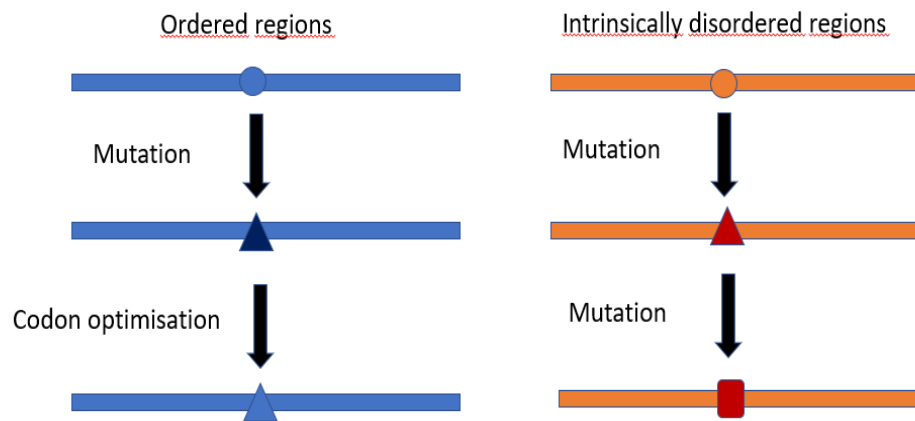 Ordered regions
Intrinsically disordered regions
Mutation
Mutation
Codon optimisation
Mutation